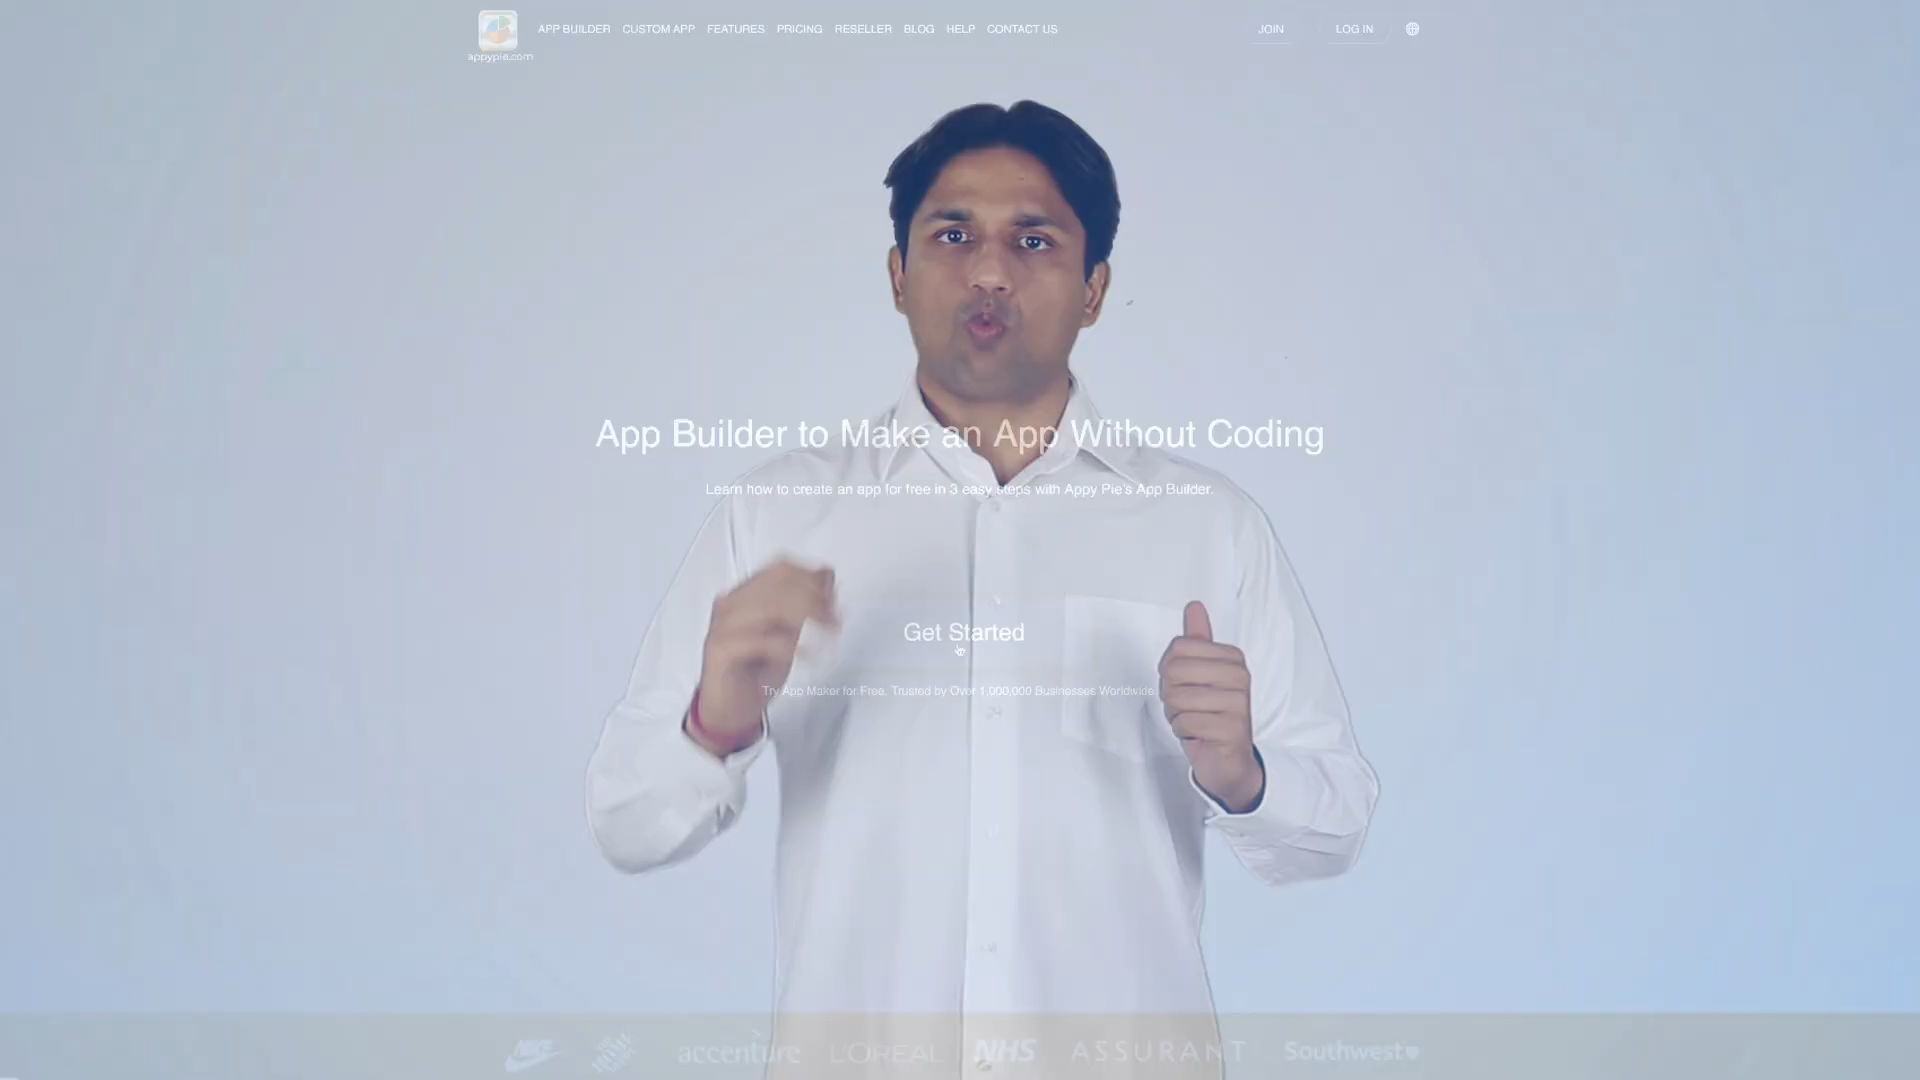 APP BUILDER CUSTOM APP FEATURES PRICING RESELLER BLOG HELP CONTACT US JOIN LOG IN
appypie.com
App Builder to Make an App Without Coding
Learn how to create an app for free in 3 easy steps with Appy Pie's App Builder.
Get Started
Try App Maker for Free. Trusted by Over 1,000,000 Businesses Worldwide.
NIKE accenture L'ORÉAL NHS ASSURANT Southwest